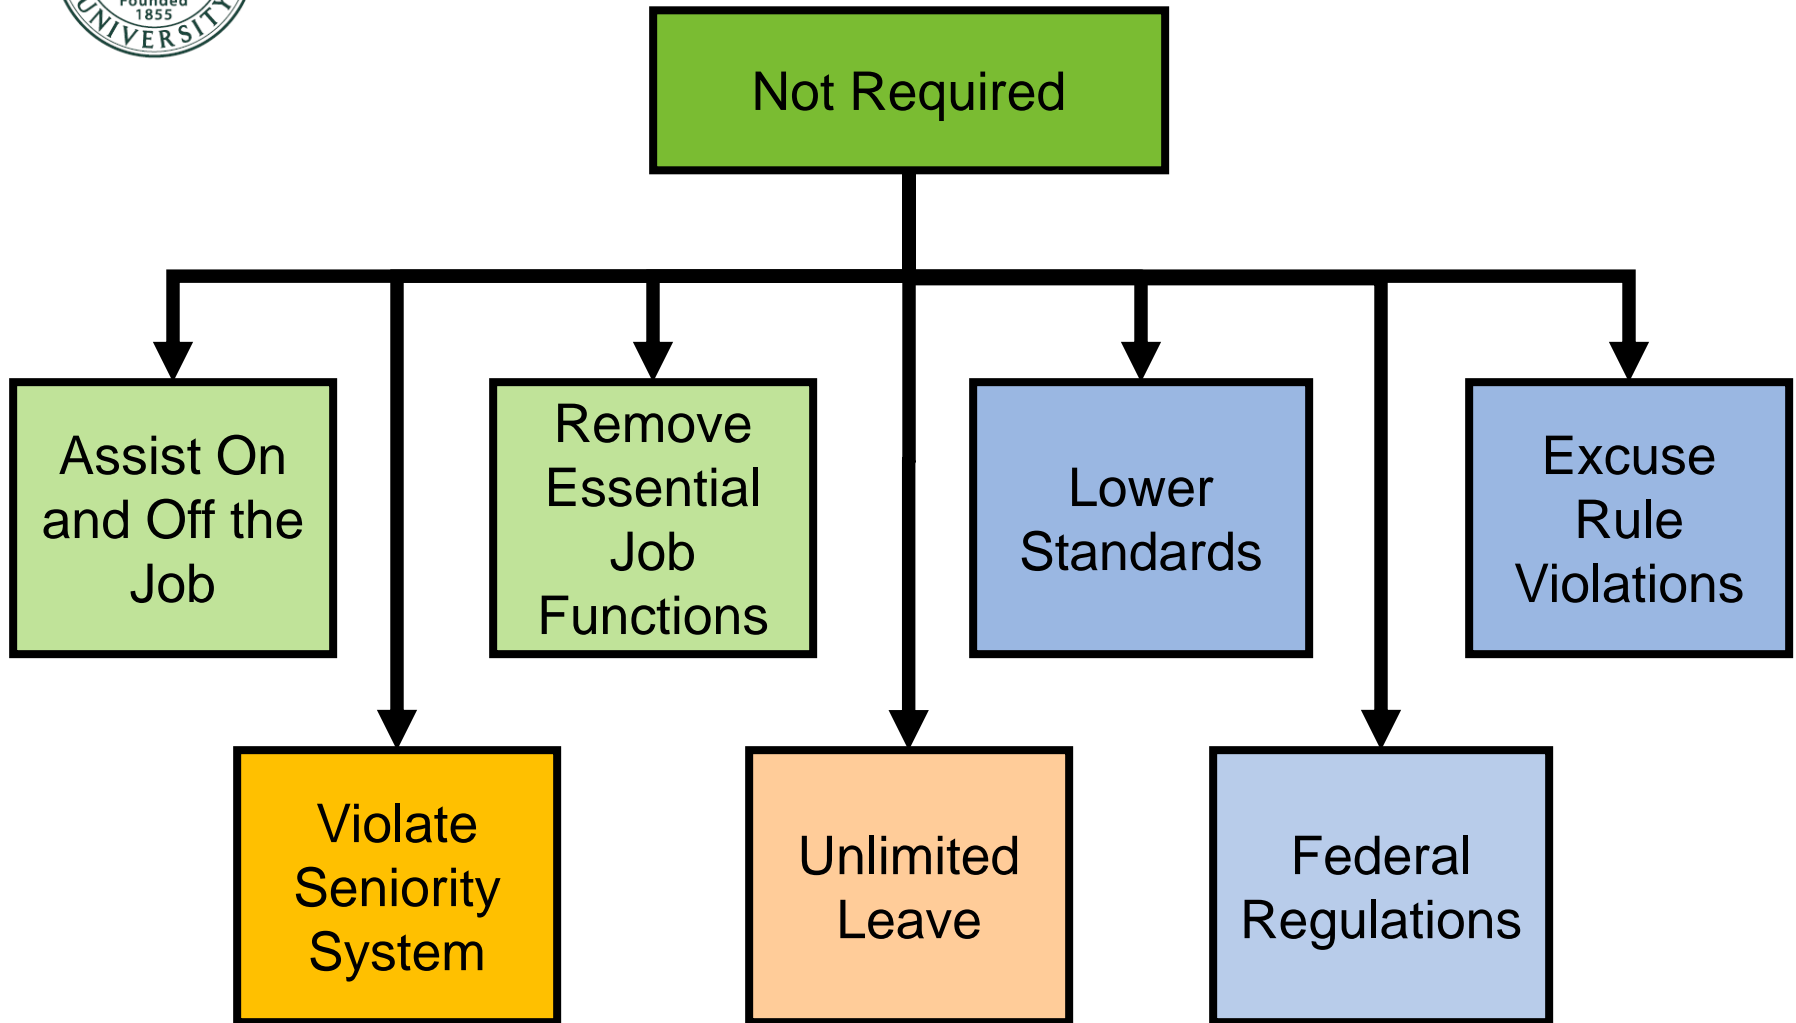 Founded
1855
UNIVERSITY
Not Required
Assist On
and Off the
Job
Remove
Essential
Job
Functions
Lower
Standards
Excuse
Rule
Violations
Violate
Seniority
System
Unlimited
Leave
Federal
Regulations